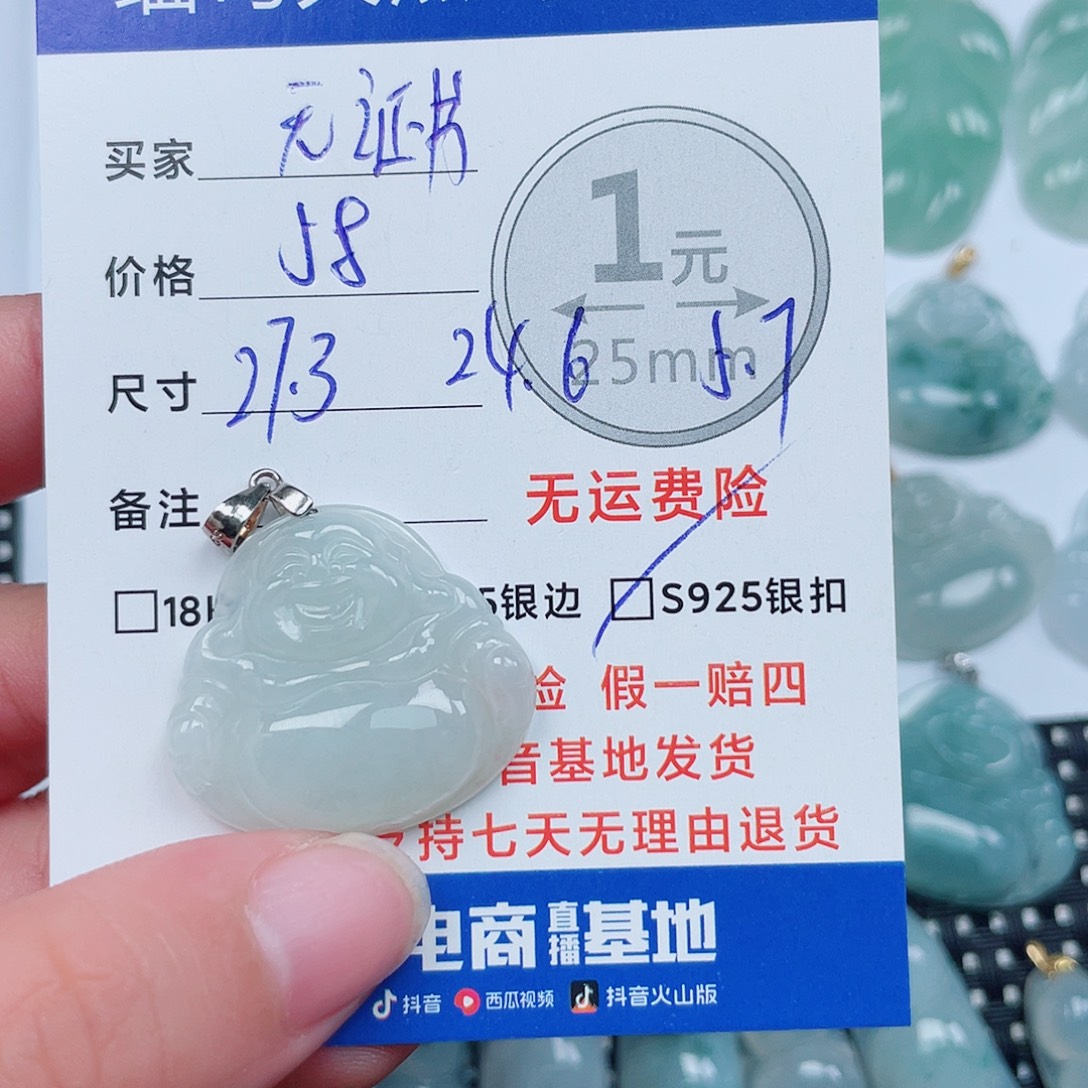 买家 无证书
价格 58
1元
25mm
尺寸 27.3 24.6 5.7
备注
无运费险
银边 S925银扣
假一赔四
音基地发货
持七天无理由退货
电商直播基地
抖音 西瓜视频 抖音火山版